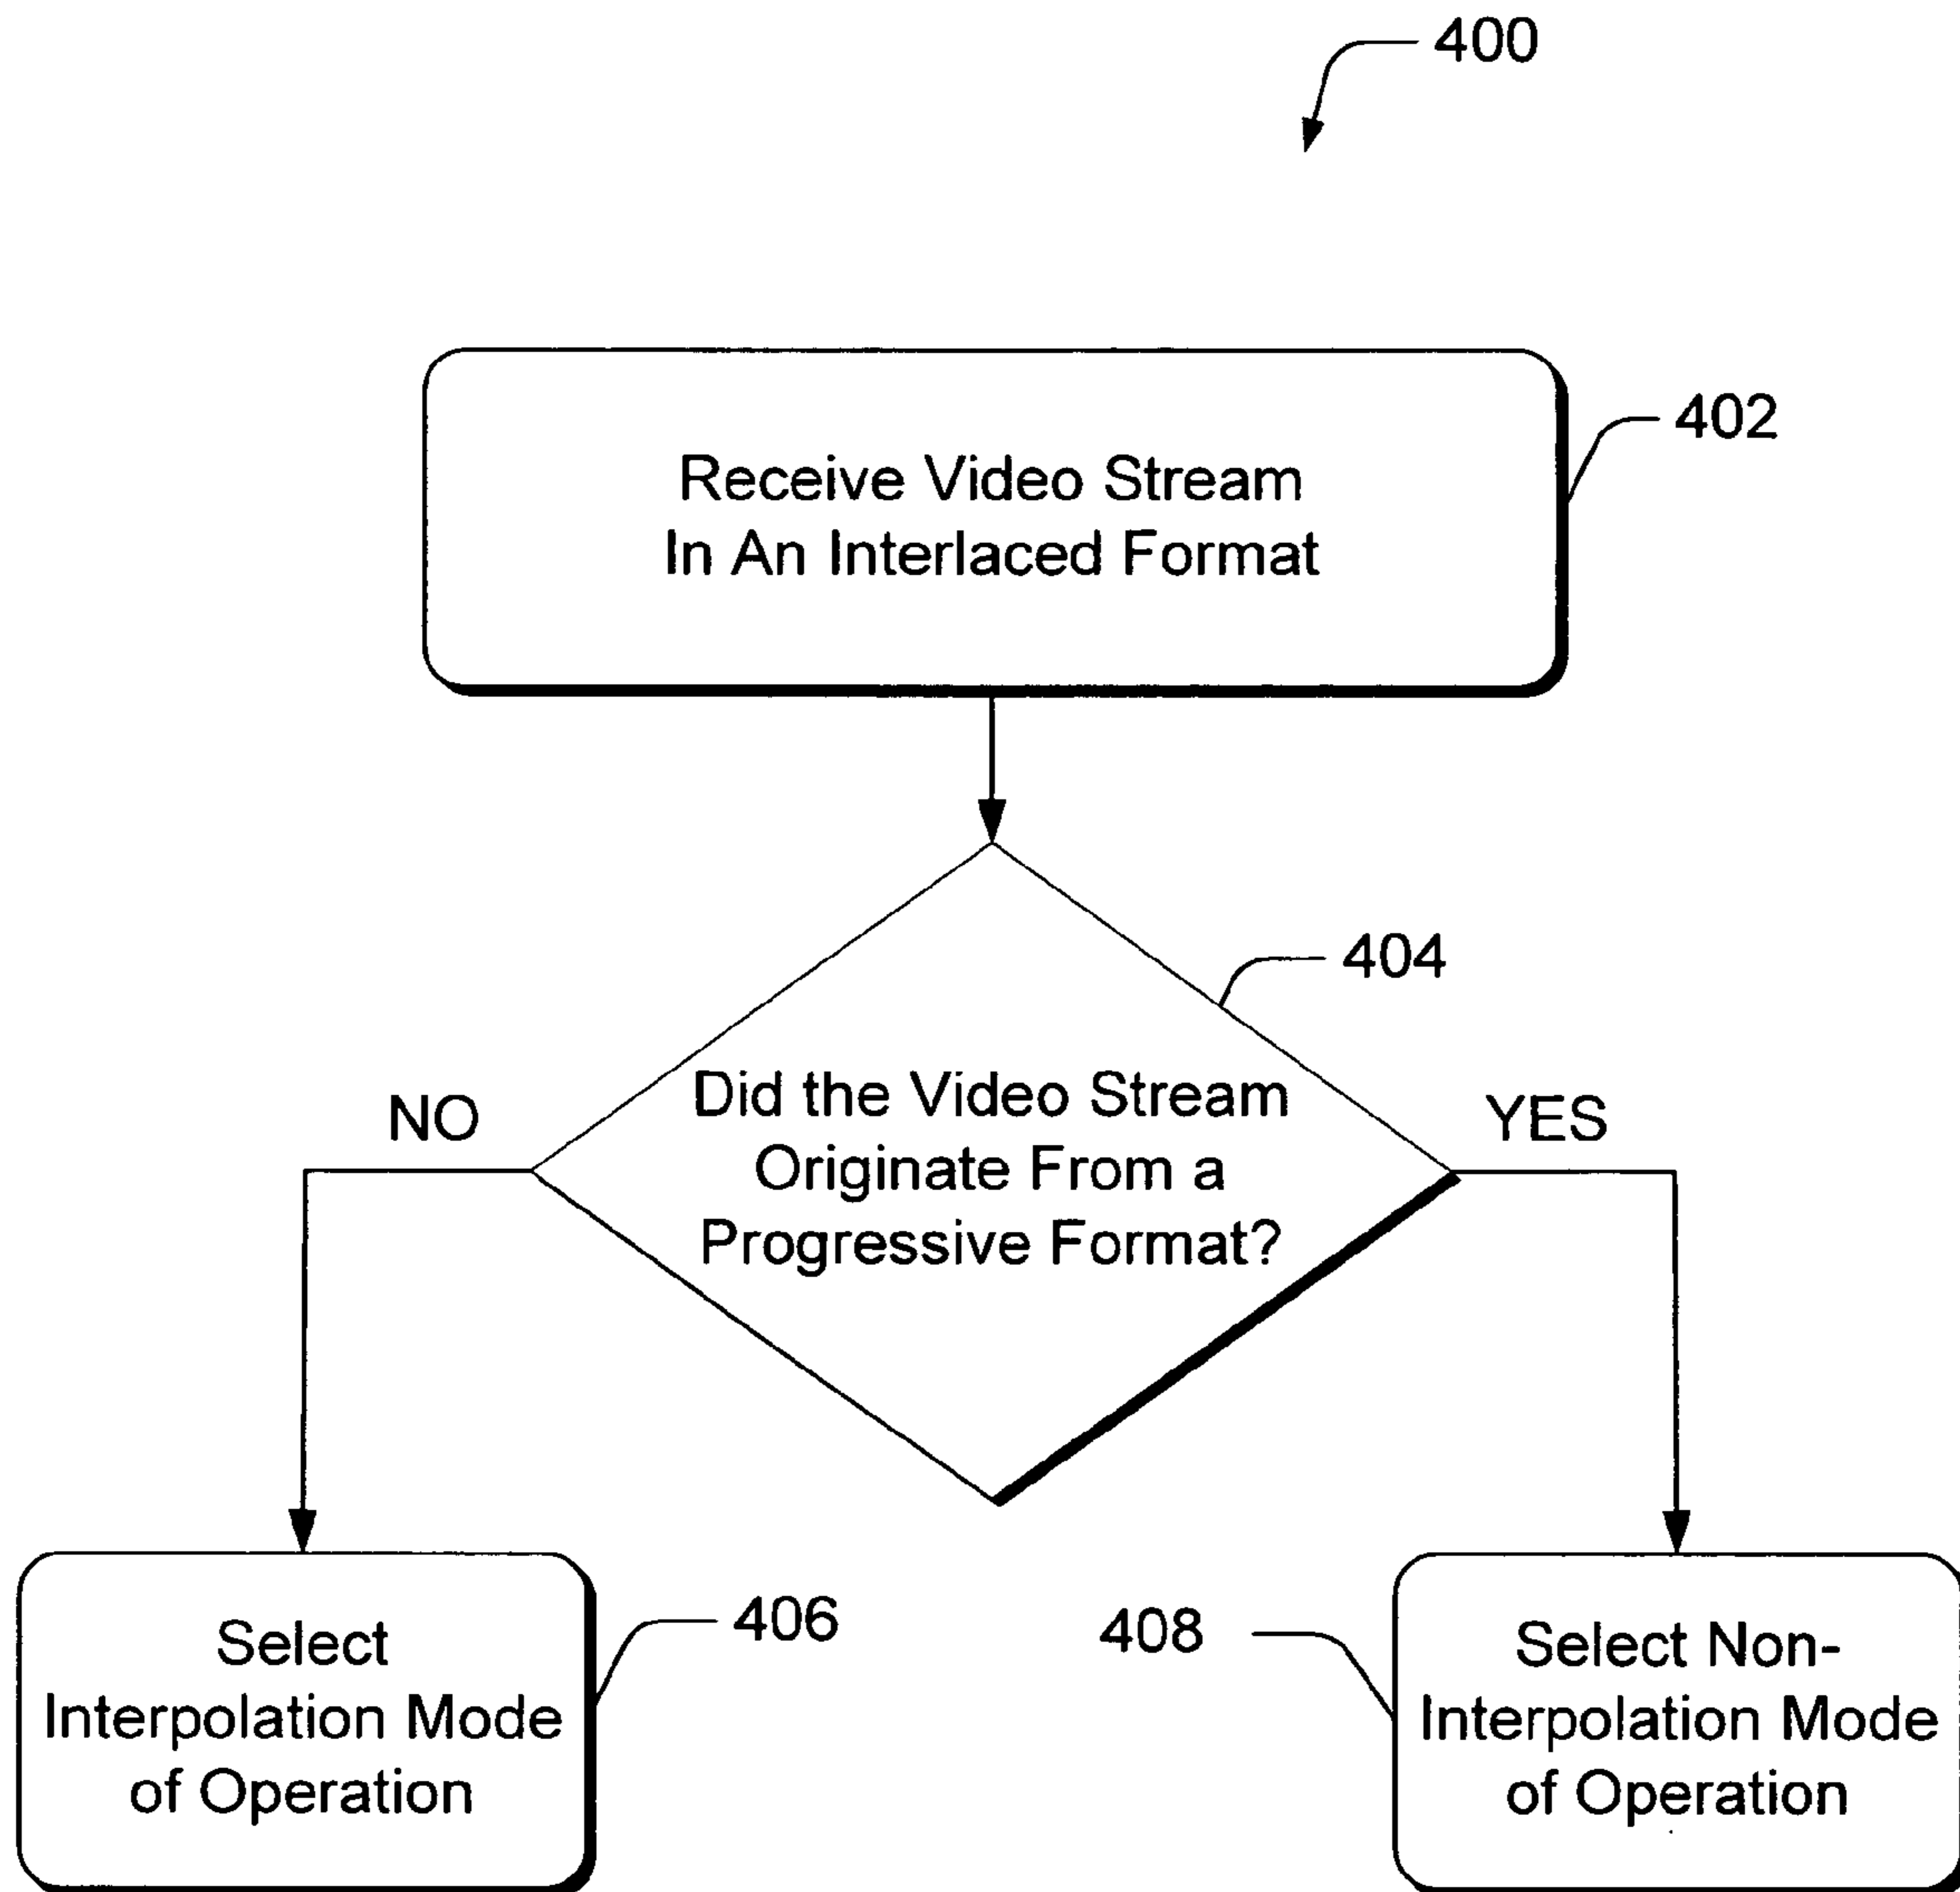 400
Receive Video Stream
In An Interlaced Format
402
404
Did the Video Stream
Originate From a
Progressive Format?
NO
YES
Select
Interpolation Mode
of Operation
406
408
Select Non-
Interpolation Mode
of Operation